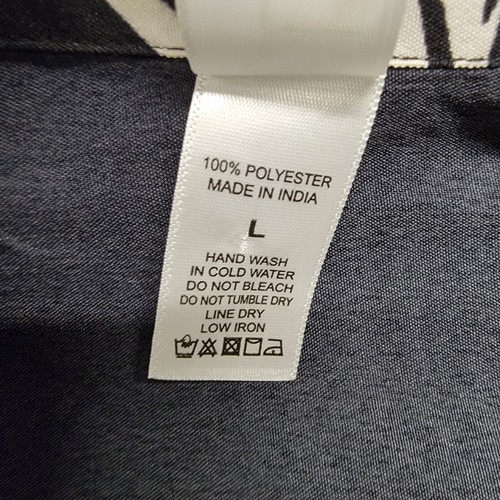 100% POLYESTER
MADE IN INDIA
L
HAND WASH
IN COLD WATER
DO NOT BLEACH
DO NOT TUMBLE DRY
LINE DRY
LOW IRON